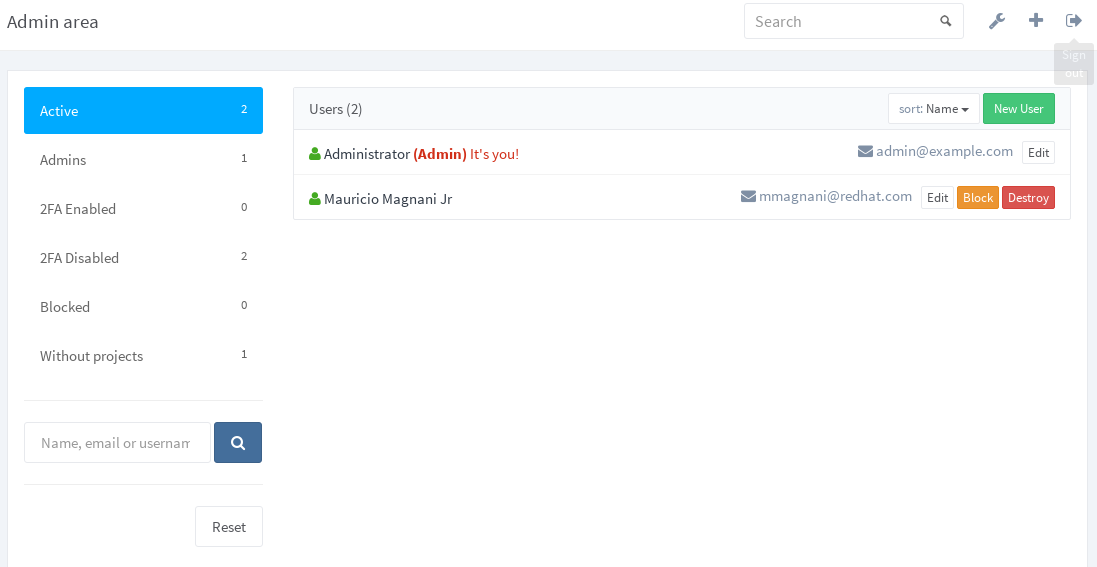 Admin area
Search
Sign
out
Active 2
Admins 1
2FA Enabled 0
2FA Disabled 2
Blocked 0
Without projects 1
Name, email or usernam
Reset
Users (2) sort: Name New User
Administrator (Admin) It's you! admin@example.com Edit
Mauricio Magnani Jr mmagnani@redhat.com Edit Block Destroy